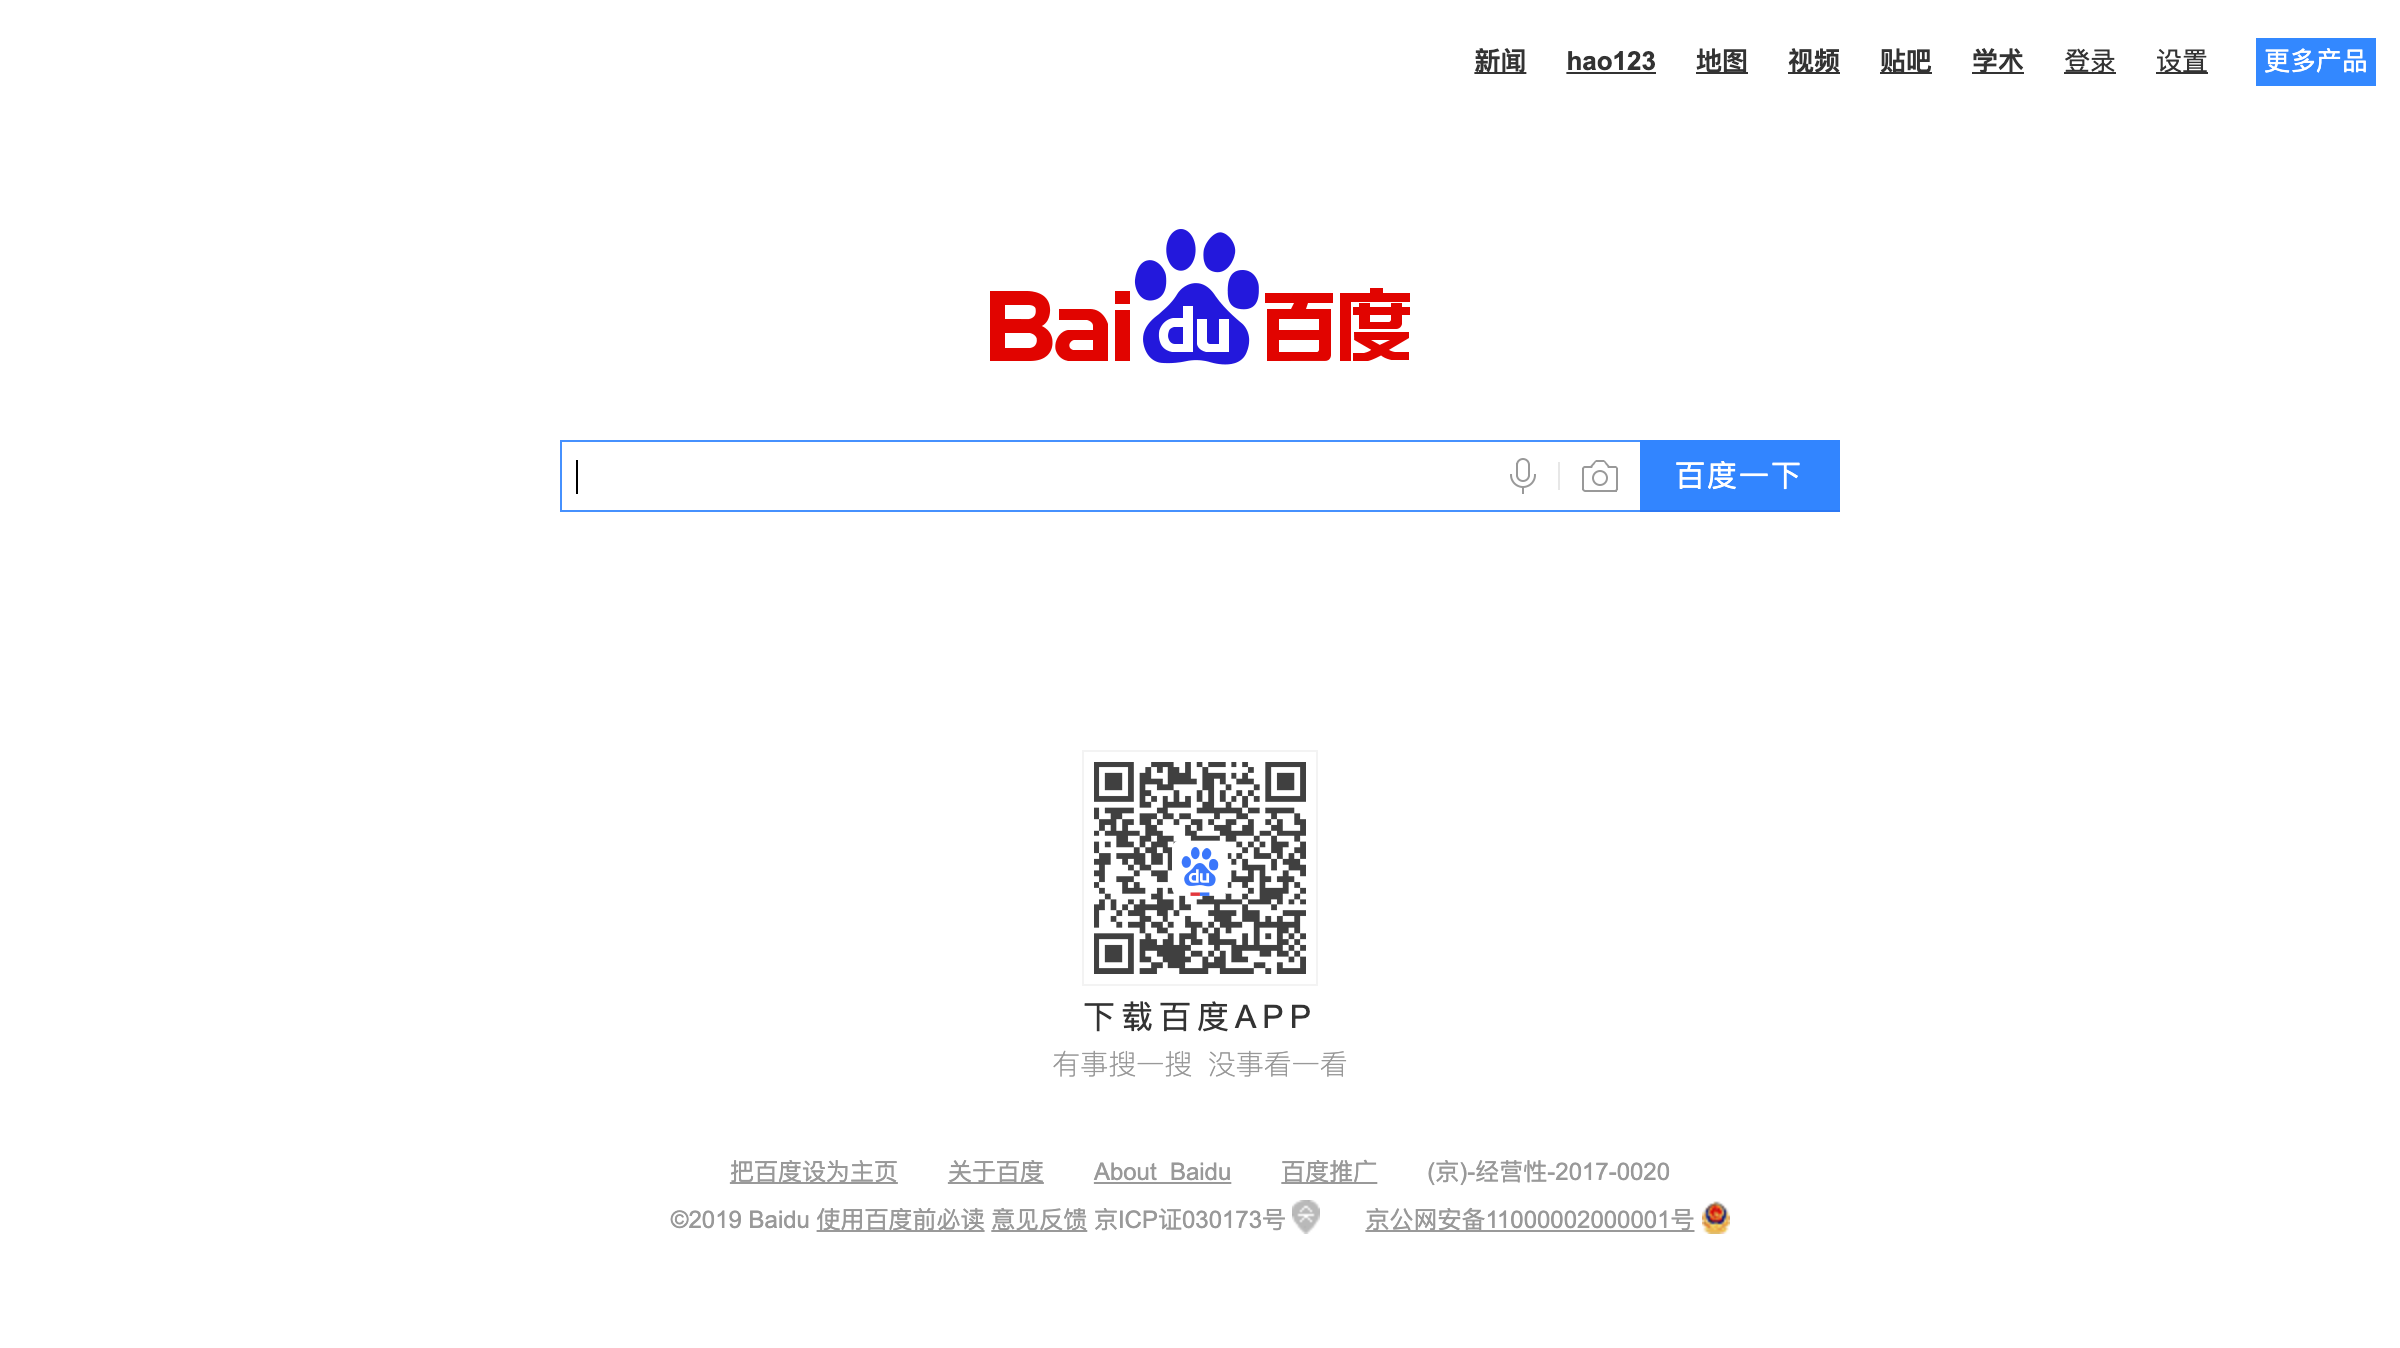 新闻 hao123 地图 视频 贴吧 学术 登录 设置 更多产品
Bai du 百度
百度一下
du
下载百度APP
有事搜一搜 没事看一看
把百度设为主页 关于百度 About Baidu 百度推广 (京)-经营性-2017-0020
©2019 Baidu 使用百度前必读 意见反馈 京ICP证030173号 京公网安备11000002000001号